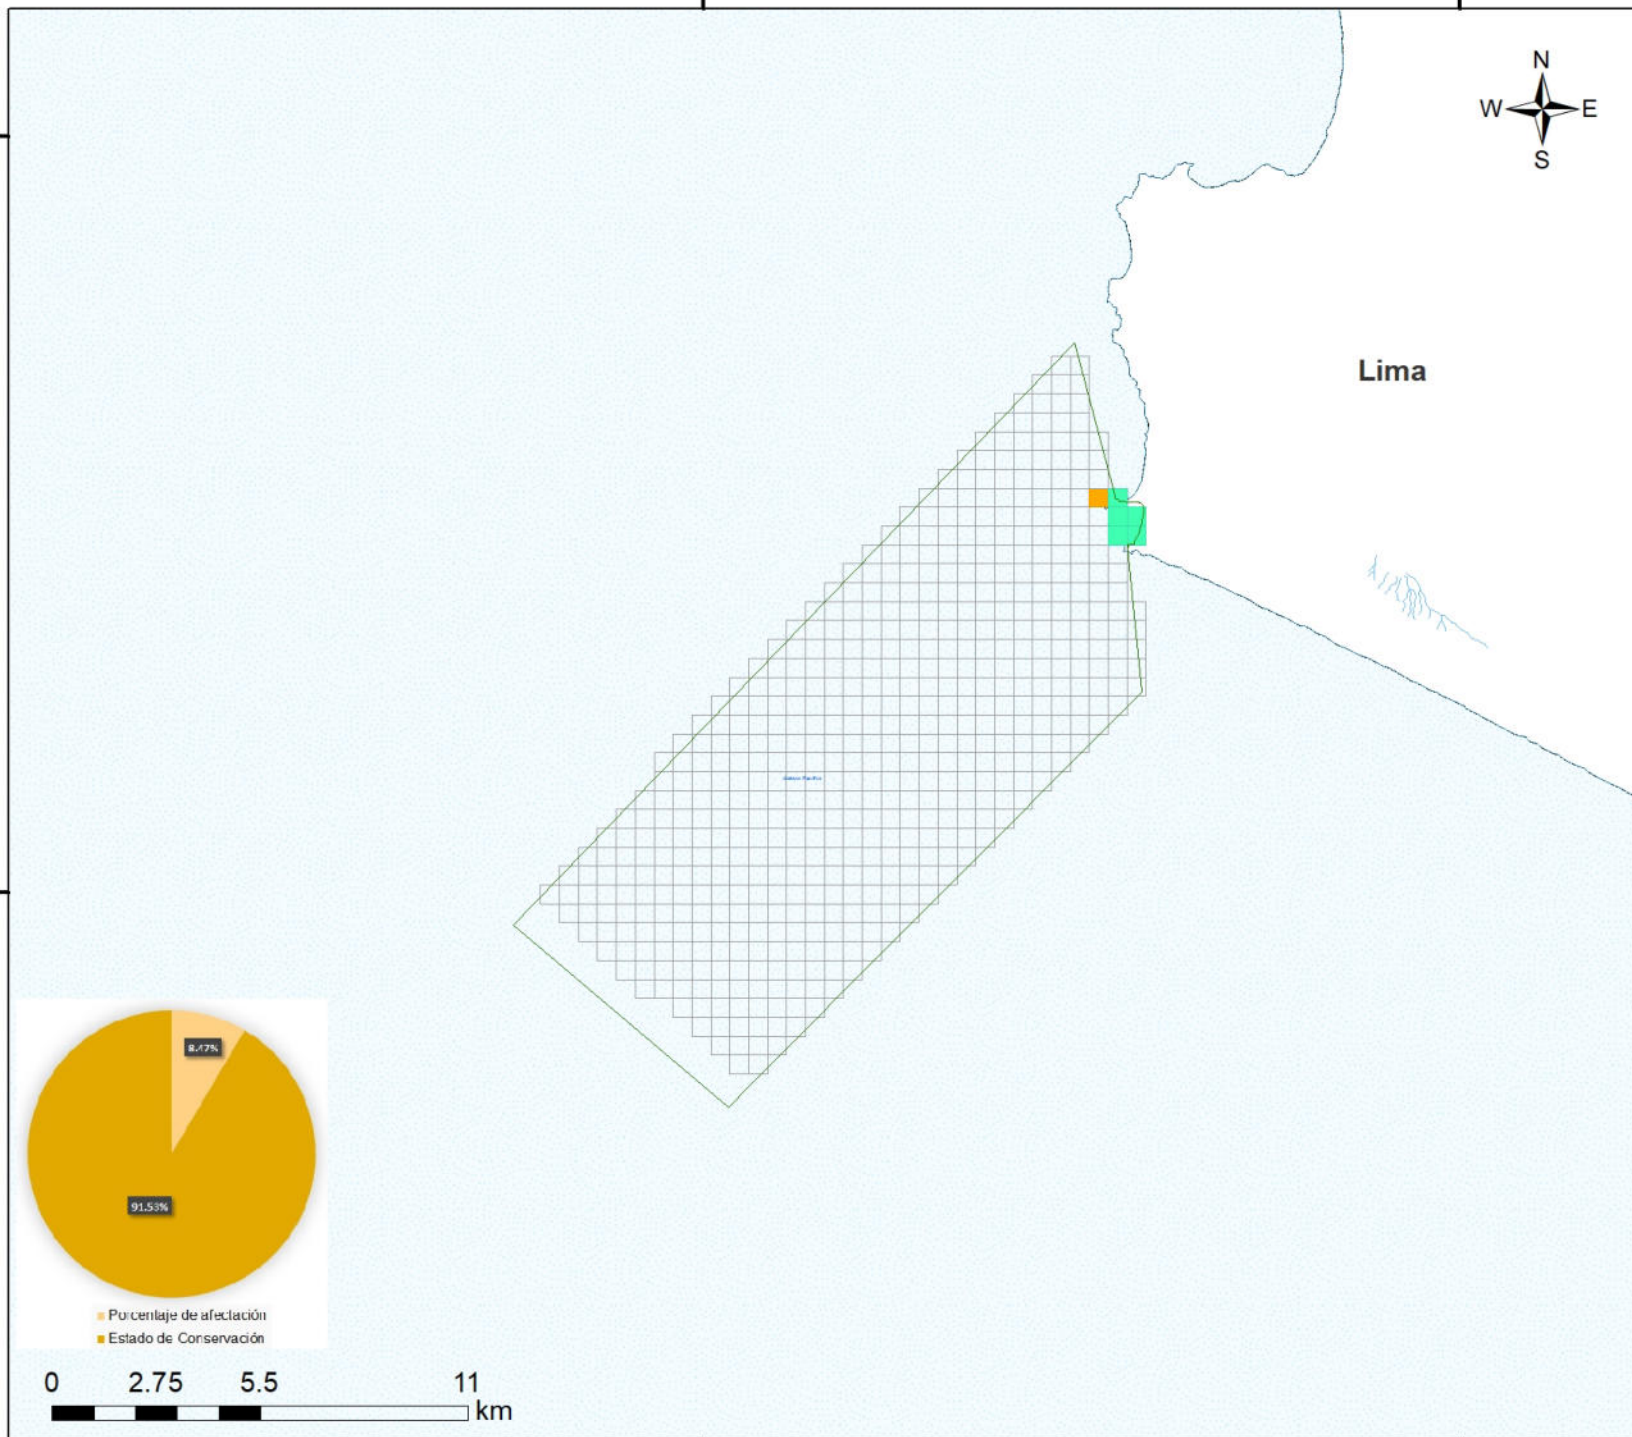 N
W E
S
Lima
8.47%
91.53%
Porcentaje de afectación
Estado de Conservación
0 2.75 5.5 11
km